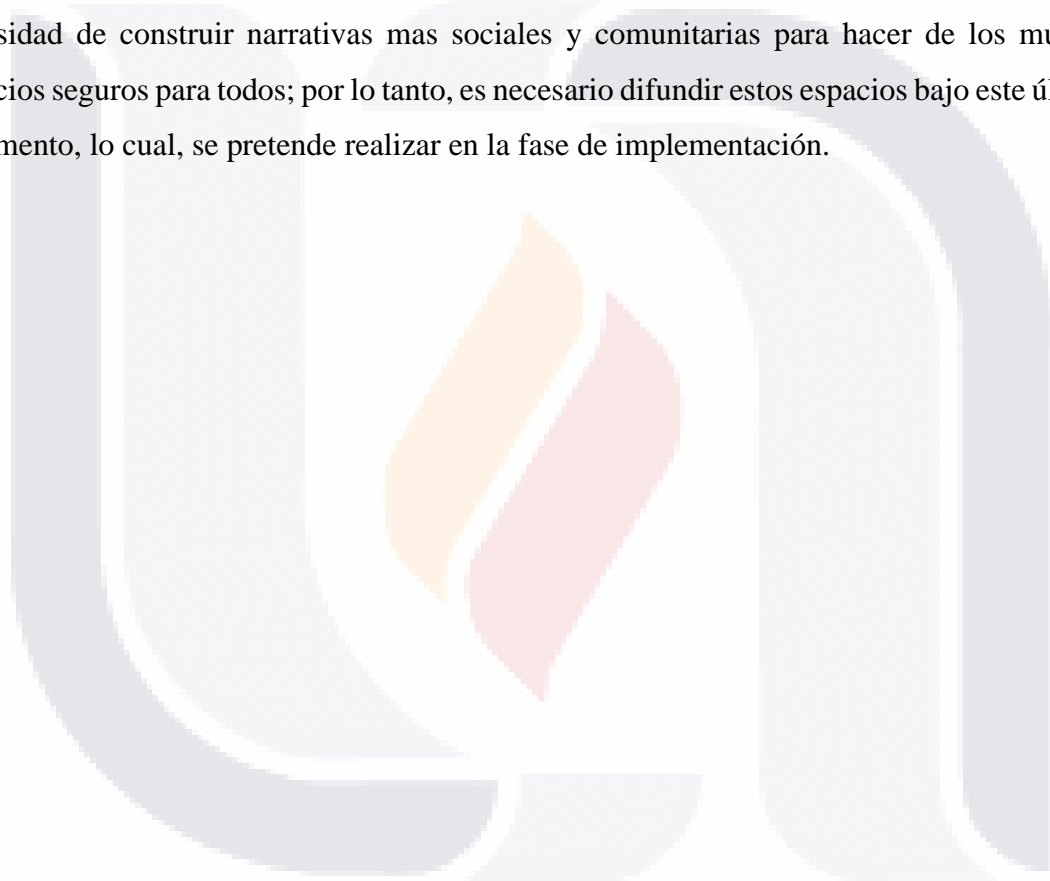 sidad de construir narrativas mas sociales y comunitarias para hacer de los mu
cios seguros para todos; por lo tanto, es necesario difundir estos espacios bajo este úl
mento, lo cual, se pretende realizar en la fase de implementación.